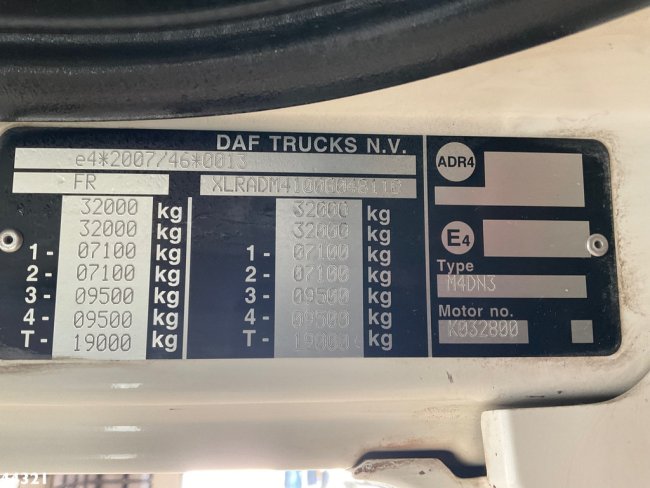 DAF TRUCKS N.V.
e4*2007/46*0013
FR
32000 kg 32000 kg
32000 kg 32000 kg
1- 07100 kg 1- 07100 kg
2- 07100 kg 2- 07100 kg
3- 09500 kg 3- 09500 kg
4- 09500 kg 4- 09500 kg
T- 19000 kg T- 19000 kg
ADR4
E4
Type
M4DN3
Motor no.
K032800